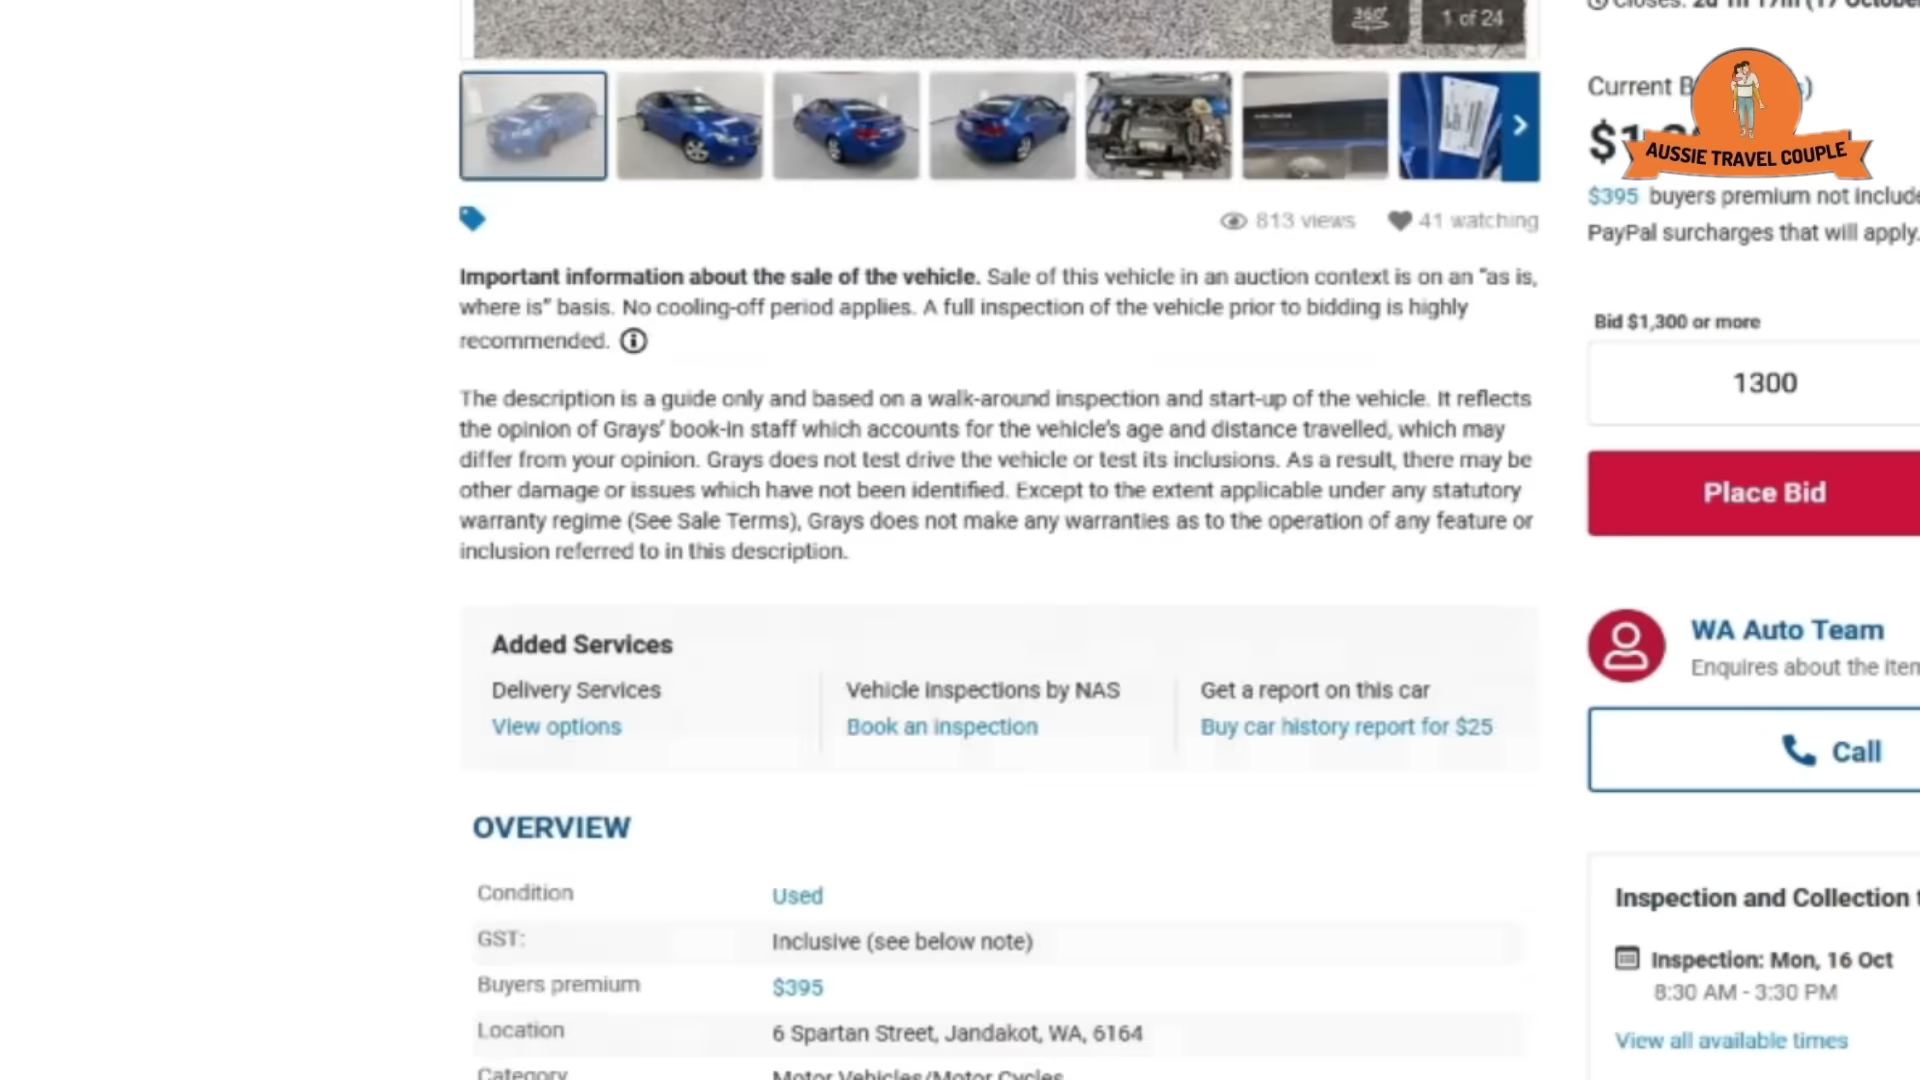 360°
1 of 24
Closes: 2d 1h 17m (17 October
Current B
AUSSIE TRAVEL COUPLE
$395 buyers premium not include
PayPal surcharges that will apply.
813 views
41 watching
Important information about the sale of the vehicle. Sale of this vehicle in an auction context is on an "as is,
where is" basis. No cooling-off period applies. A full inspection of the vehicle prior to bidding is highly
recommended.
The description is a guide only and based on a walk-around inspection and start-up of the vehicle. It reflects
the opinion of Grays' book-in staff which accounts for the vehicle's age and distance travelled, which may
differ from your opinion. Grays does not test drive the vehicle or test its inclusions. As a result, there may be
other damage or issues which have not been identified. Except to the extent applicable under any statutory
warranty regime (See Sale Terms), Grays does not make any warranties as to the operation of any feature or
inclusion referred to in this description.
Bid $1,300 or more
1300
Place Bid
WA Auto Team
Enquires about the item
Call
Added Services
Delivery Services
View options
Vehicle Inspections by NAS
Book an Inspection
Get a report on this car
Buy car history report for $25
OVERVIEW
Condition Used
GST: Inclusive (see below note)
Buyers premium $395
Location 6 Spartan Street, Jandakot, WA, 6164
Category Motor Vehicles/Motor Cycles
Inspection and Collection t
Inspection: Mon, 16 Oct
8:30 AM - 3:30 PM
View all available times